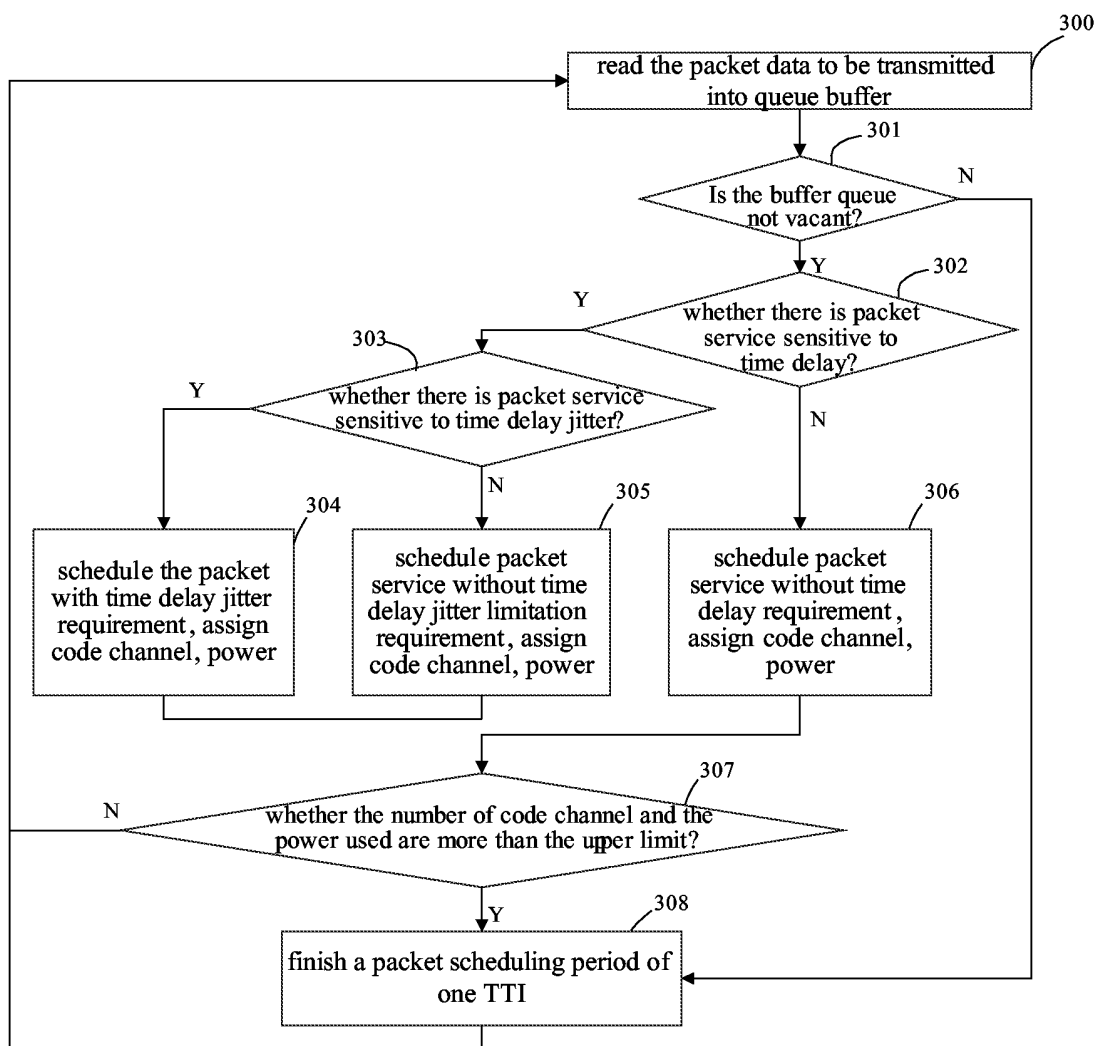 300
read the packet data to be transmitted
into queue buffer
301
N
Is the buffer queue
not vacant?
Y
302
Y
whether there is packet
service sensitive to
time delay?
303
Y
whether there is packet service
sensitive to time delay jitter?
N
N
304
305
306
schedule the packet
with time delay jitter
requirement, assign
code channel, power
schedule packet
service without time
delay jitter limitation
requirement, assign
code channel, power
schedule packet
service without time
delay requirement,
assign code channel,
power
307
N
whether the number of code channel and the
power used are more than the upper limit?
Y
308
finish a packet scheduling period of
one TTI